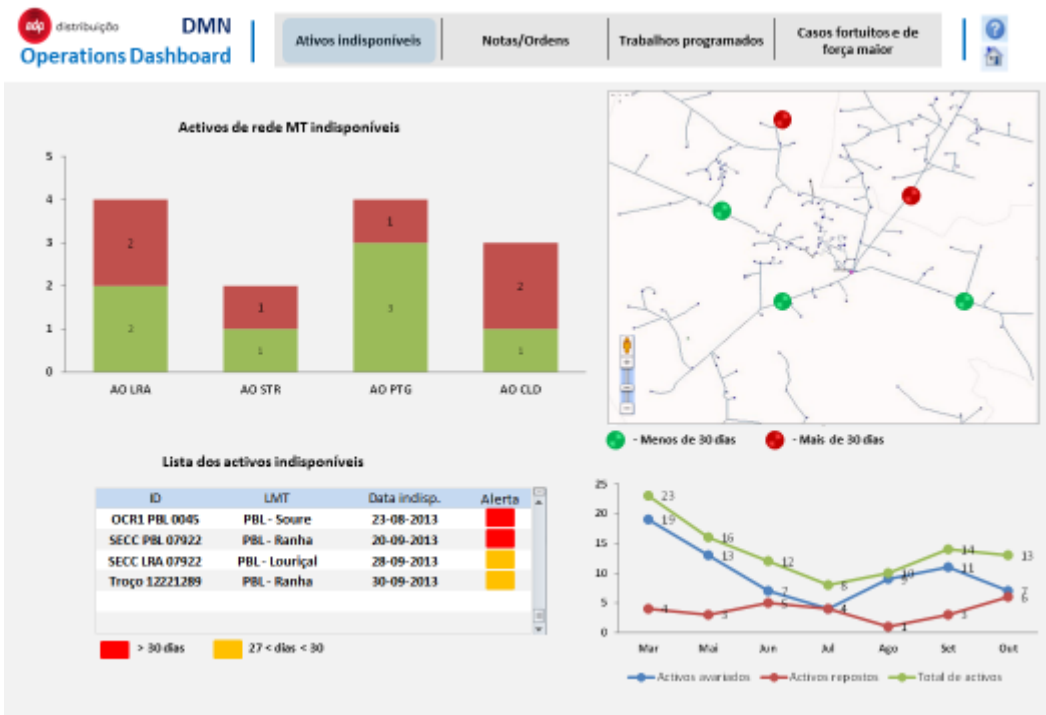 edp distribuição DMN
Operations Dashboard
Ativos indisponíveis
Notas/Ordens
Trabalhos programados
Casos fortuitos e de
força maior
?
Activos de rede MT indisponíveis
5
4
3
2
1
0
2
2
1
1
1
3
2
1
AO LRA AO STR AO PTG AO CLD
- Menos de 30 dias - Mais de 30 dias
Lista dos activos indisponíveis
ID LMT Data indisp. Alerta
OCR1 PBL 0045 PBL - Soure 23-08-2013
SECC PBL 07922 PBL - Ranha 20-09-2013
SECC LRA 07922 PBL - Louriçal 28-09-2013
Troço 12221289 PBL - Ranha 30-09-2013
> 30 dias 27 < dias < 30
25
20
15
10
5
0
23 16 12 8 10 14 13
19 13 7 4 9 11 7
4 3 5 4 1 3 6
Mar Mai Jun Jul Ago Set Out
Activos avariados Activos repostos Total de activos